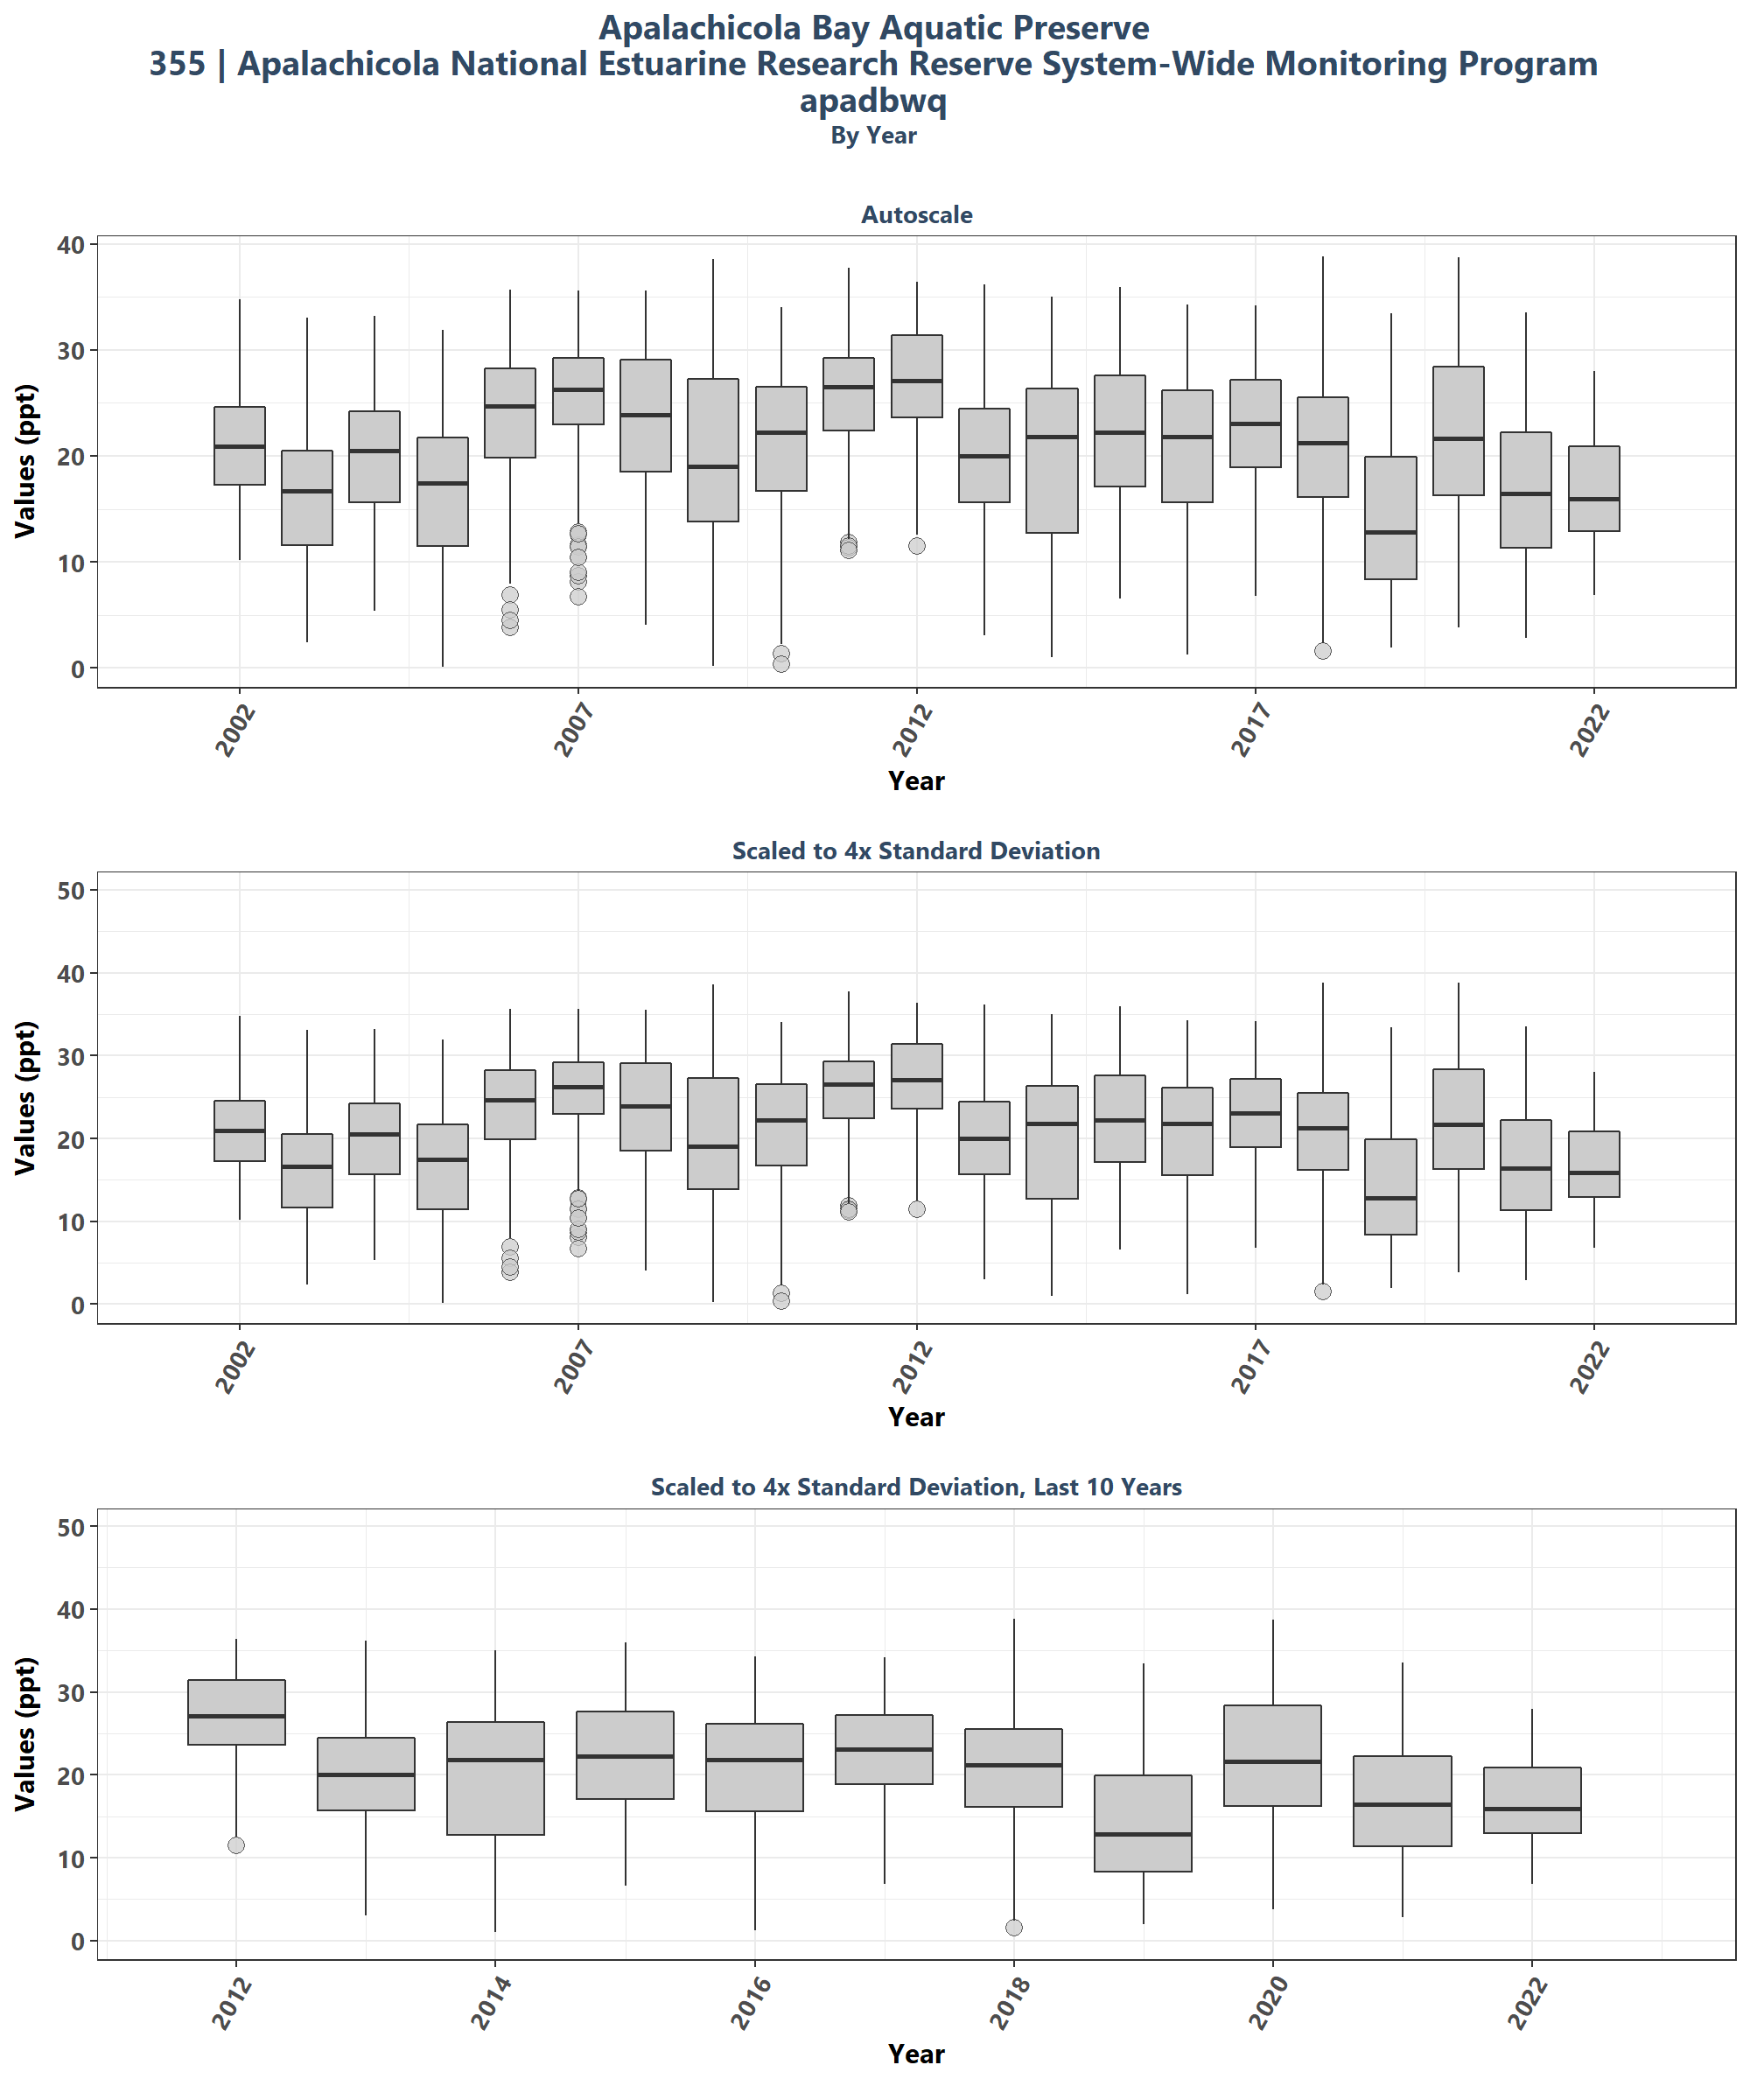 Apalachicola Bay Aquatic Preserve
355 | Apalachicola National Estuarine Research Reserve System-Wide Monitoring Program
apadbwq
By Year
Autoscale
Values (ppt)
40
30
20
10
0
2002
2007
2012
2017
2022
Year
Scaled to 4x Standard Deviation
Values (ppt)
50
40
30
20
10
0
2002
2007
2012
2017
2022
Year
Scaled to 4x Standard Deviation, Last 10 Years
Values (ppt)
50
40
30
20
10
0
2012
2014
2016
2018
2020
2022
Year